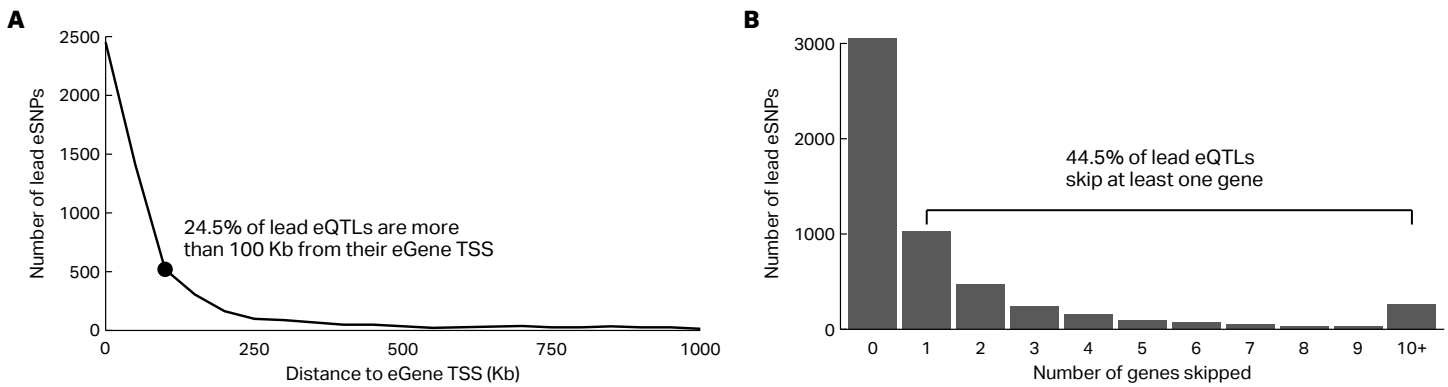 A
Number of lead eSNPs
2500
2000
1500
1000
500
0
24.5% of lead eQTLs are more
than 100 Kb from their eGene TSS
0 250 500 750 1000
Distance to eGene TSS (Kb)
B
Number of lead eSNPs
3000
2000
1000
0
44.5% of lead eQTLs
skip at least one gene
0 1 2 3 4 5 6 7 8 9 10+
Number of genes skipped